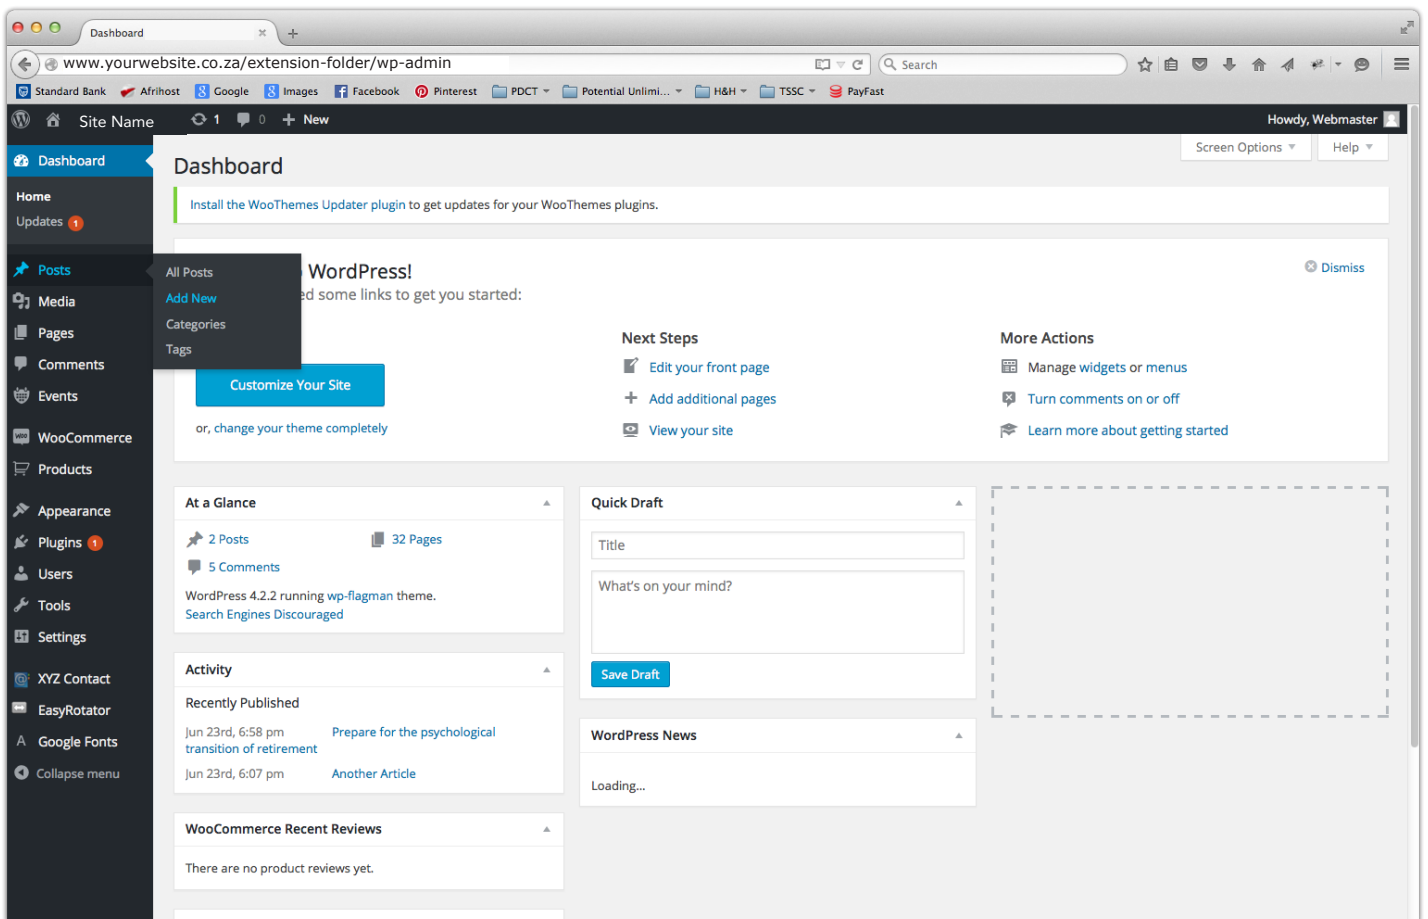 Dashboard
www.yourwebsite.co.za/extension-folder/wp-admin
Search
Standard Bank Afrihost Google Images Facebook Pinterest PDCT Potential Unlimi... H&H TSSC PayFast
Site Name 1 0 New Howdy, Webmaster
Screen Options Help
Dashboard
Home
Updates 1
Posts
Media
Pages
Comments
Events
WooCommerce
Products
Appearance
Plugins 1
Users
Tools
Settings
XYZ Contact
EasyRotator
Google Fonts
Collapse menu
All Posts
Add New
Categories
Tags
Dashboard
Install the WooThemes Updater plugin to get updates for your WooThemes plugins.
WordPress!
some links to get you started:
Dismiss
Customize Your Site
or, change your theme completely
Next Steps
Edit your front page
Add additional pages
View your site
More Actions
Manage widgets or menus
Turn comments on or off
Learn more about getting started
At a Glance
2 Posts 32 Pages
5 Comments
WordPress 4.2.2 running wp-flagman theme.
Search Engines Discouraged
Activity
Recently Published
Jun 23rd, 6:58 pm Prepare for the psychological
transition of retirement
Jun 23rd, 6:07 pm Another Article
WooCommerce Recent Reviews
There are no product reviews yet.
Quick Draft
Title
What's on your mind?
Save Draft
WordPress News
Loading...